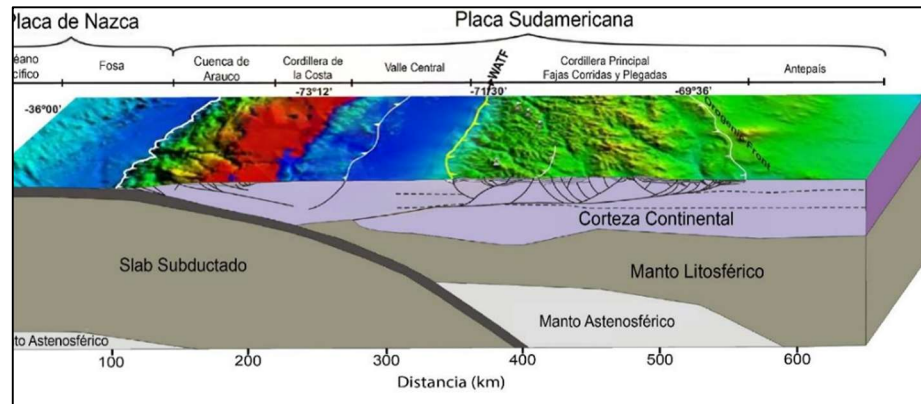 Placa de Nazca
Placa Sudamericana
Fosa
Cuenca de
Arauco
Cordillera de
la Costa
Valle Central
WATF
Cordillera Principal
Fajas Corridas y Plegadas
Antepaís
-36°00'
-73°12'
-71°30'
-69°36'
Orogenic Front
Corteza Continental
Slab Subductado
Manto Litosférico
Manto Astenosférico
to Astenosférico
100
200
300
400
500
600
Distancia (km)